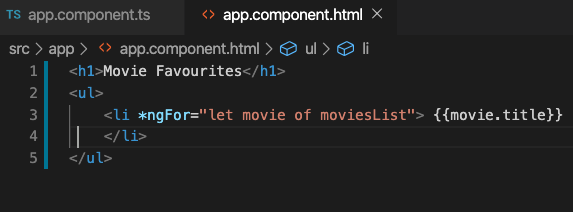 TS app.component.ts <> app.component.html ×
src > app > <> app.component.html > ul > li
1 <h1>Movie Favourites</h1>
2 <ul>
3 <li *ngFor="let movie of moviesList"> {{movie.title}}
4 </li>
5 </ul>